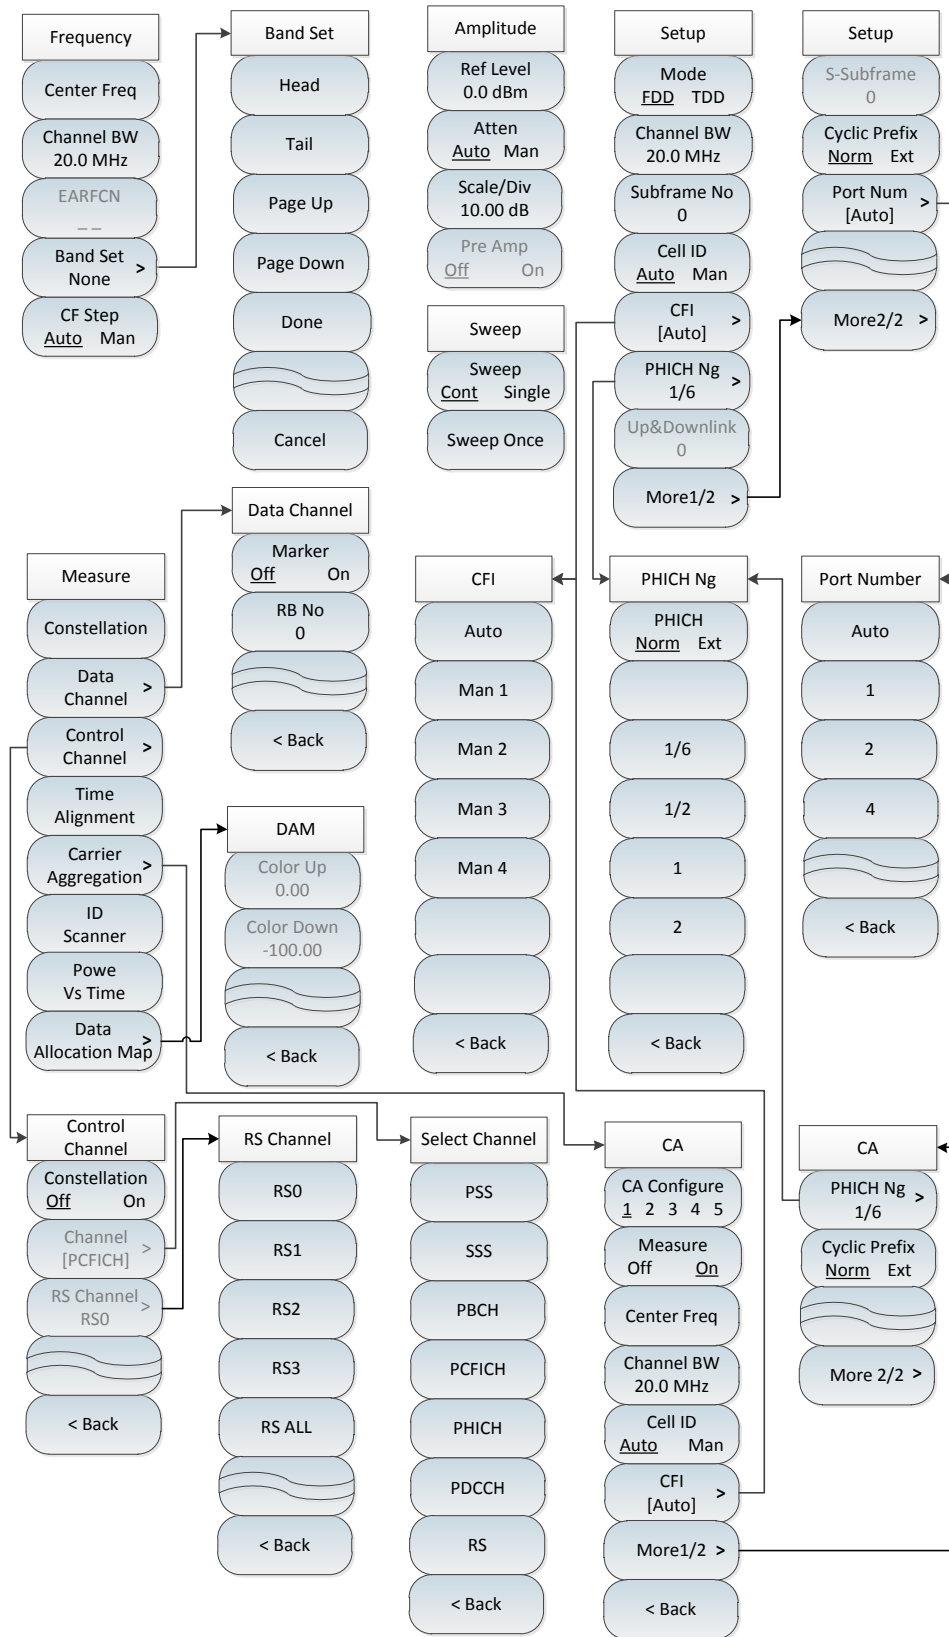 Frequency
Center Freq
Channel BW
20.0 MHz
EARFCN
_ _
Band Set >
None
CF Step
Auto Man
Band Set
Head
Tail
Page Up
Page Down
Done
Cancel
Amplitude
Ref Level
0.0 dBm
Atten
Auto Man
Scale/Div
10.00 dB
Pre Amp
Off On
Sweep
Sweep
Cont Single
Sweep Once
Setup
Mode
FDD TDD
Channel BW
20.0 MHz
Subframe No
0
Cell ID
Auto Man
CFI >
[Auto]
PHICH Ng >
1/6
Up&Downlink
0
More1/2 >
Setup
S-Subframe
0
Cyclic Prefix
Norm Ext
Port Num >
[Auto]
More2/2 >
Measure
Constellation
Data >
Channel
Control >
Channel
Time
Alignment
Carrier >
Aggregation
ID
Scanner
Powe
Vs Time
Data >
Allocation Map
Data Channel
Marker
Off On
RB No
0
< Back
DAM
Color Up
0.00
Color Down
-100.00
< Back
CFI
Auto
Man 1
Man 2
Man 3
Man 4
< Back
PHICH Ng
PHICH
Norm Ext
1/6
1/2
1
2
< Back
Port Number
Auto
1
2
4
< Back
Control
Channel
Constellation
Off On
Channel >
[PCFICH]
RS Channel >
RS0
< Back
RS Channel
RS0
RS1
RS2
RS3
RS ALL
< Back
Select Channel
PSS
SSS
PBCH
PCFICH
PHICH
PDCCH
RS
< Back
CA
CA Configure
1 2 3 4 5
Measure
Off On
Center Freq
Channel BW
20.0 MHz
Cell ID
Auto Man
CFI >
[Auto]
More1/2 >
< Back
CA
PHICH Ng >
1/6
Cyclic Prefix
Norm Ext
More 2/2 >